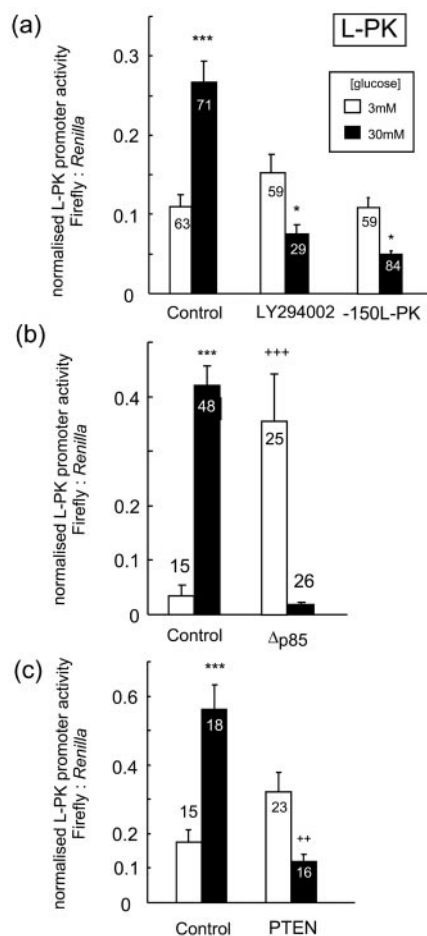 (a)
L-PK
[glucose]
3mM
30mM
normalised L-PK promoter activity
Firefly : Renilla
0.3
0.2
0.1
0
***
71
63
59
*
29
59
*
84
Control
LY294002
-150L-PK
(b)
normalised L-PK promoter activity
Firefly : Renilla
0.4
0.2
0.1
0
***
48
15
+++
25
26
Control
Δp85
(c)
normalised L-PK promoter activity
Firefly : Renilla
0.6
0.4
0.2
0.1
0
***
18
15
23
++
16
Control
PTEN